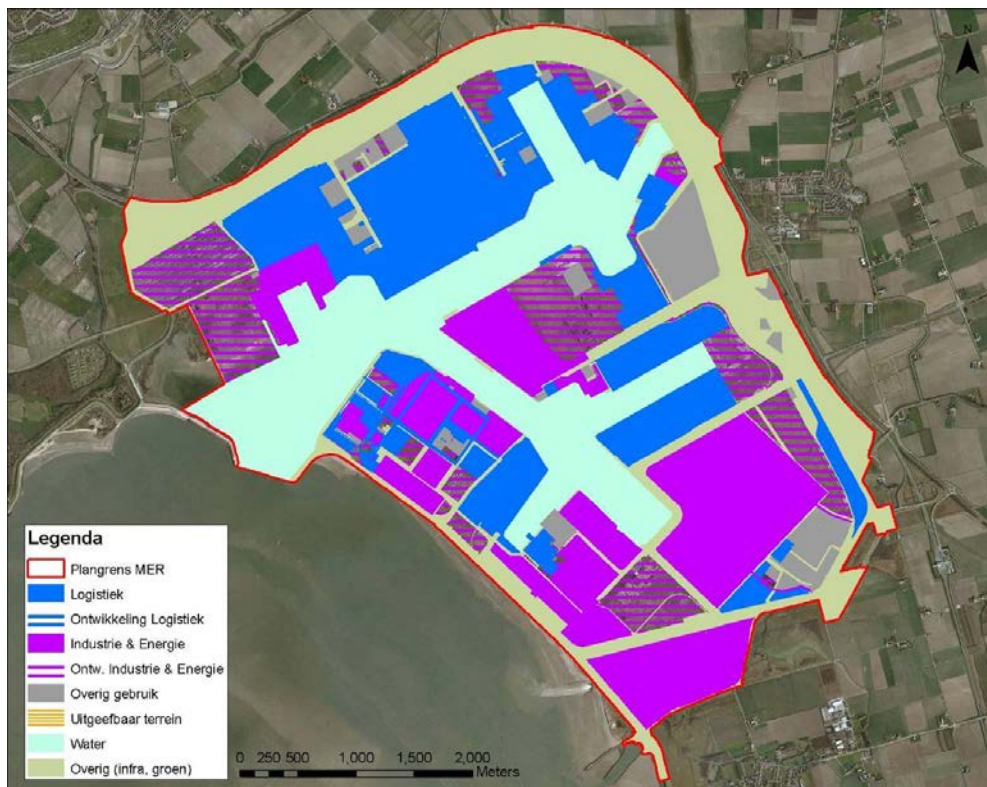 N
Legenda
Plangrens MER
Logistiek
Ontwikkeling Logistiek
Industrie & Energie
Ontw. Industrie & Energie
Overig gebruik
Uitgeefbaar terrein
Water
Overig (infra, groen)
0 250 500 1,000 1,500 2,000
Meters